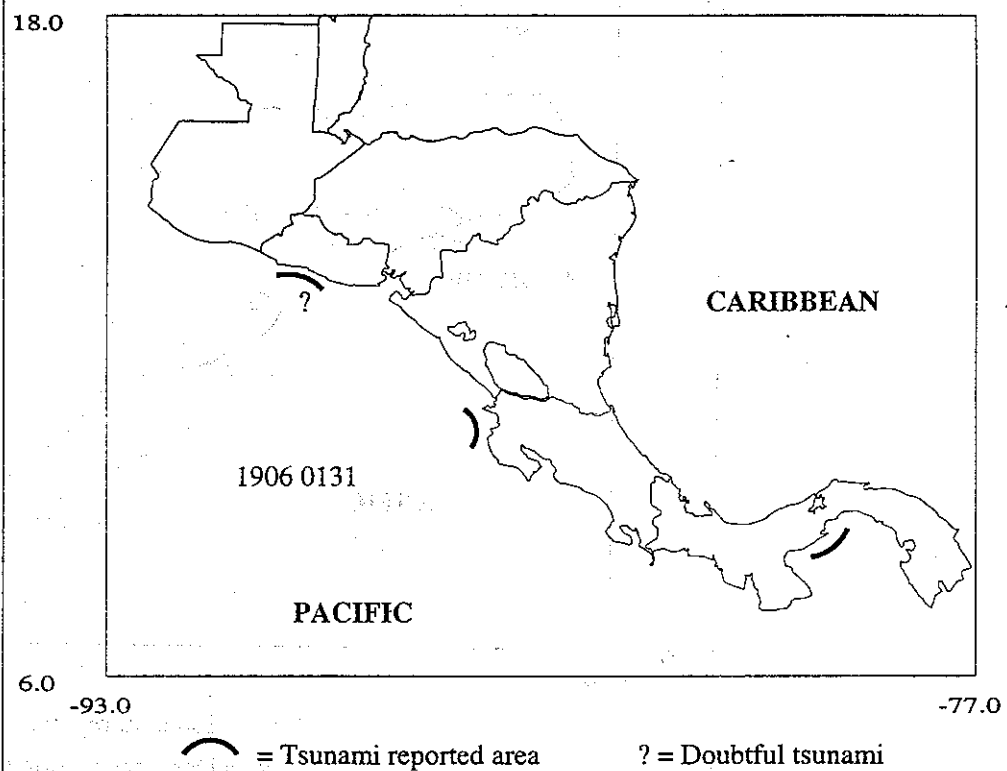 18.0
?
CARIBBEAN
1906 0131
PACIFIC
6.0
-93.0 -77.0
= Tsunami reported area ? = Doubtful tsunami